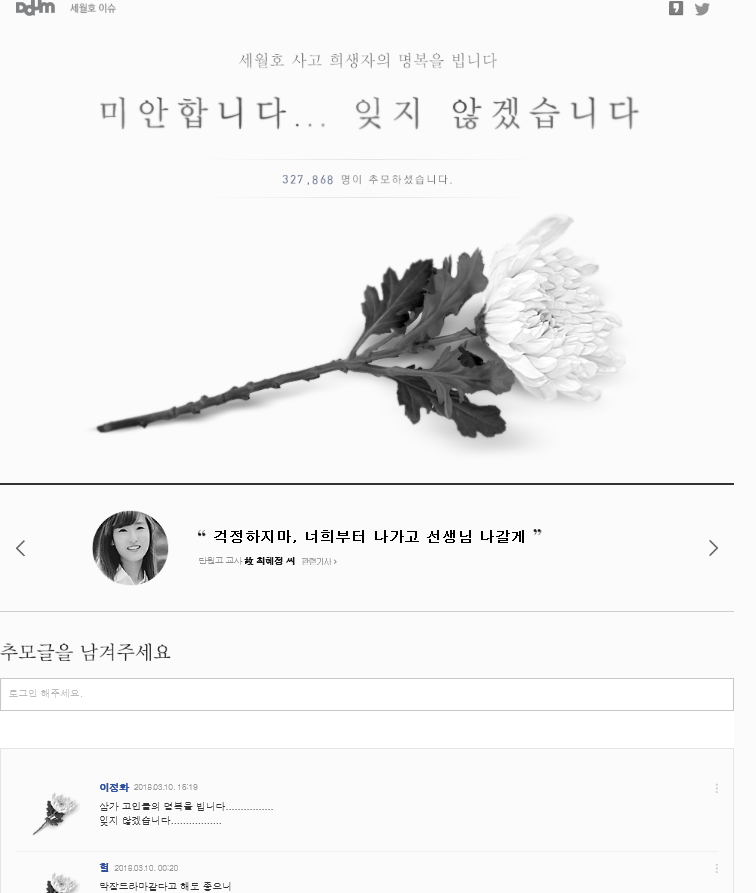 Daum 세월호 이슈
세월호 사고 희생자의 명복을 빕니다
미안합니다... 잊지 않겠습니다
327,868 명이 추모하셨습니다.
“ 걱정하지마, 너희부터 나가고 선생님 나갈게 ”
단원고 교사 故 최혜정 씨 관련기사 >
추모글을 남겨주세요
로그인 해주세요.
이정화 2016.03.10. 16:19
삼가 고인들의 명복을 빕니다................
잊지 않겠습니다.................
헐 2016.03.10. 00:20
막장드라마같다고 해도 좋으니